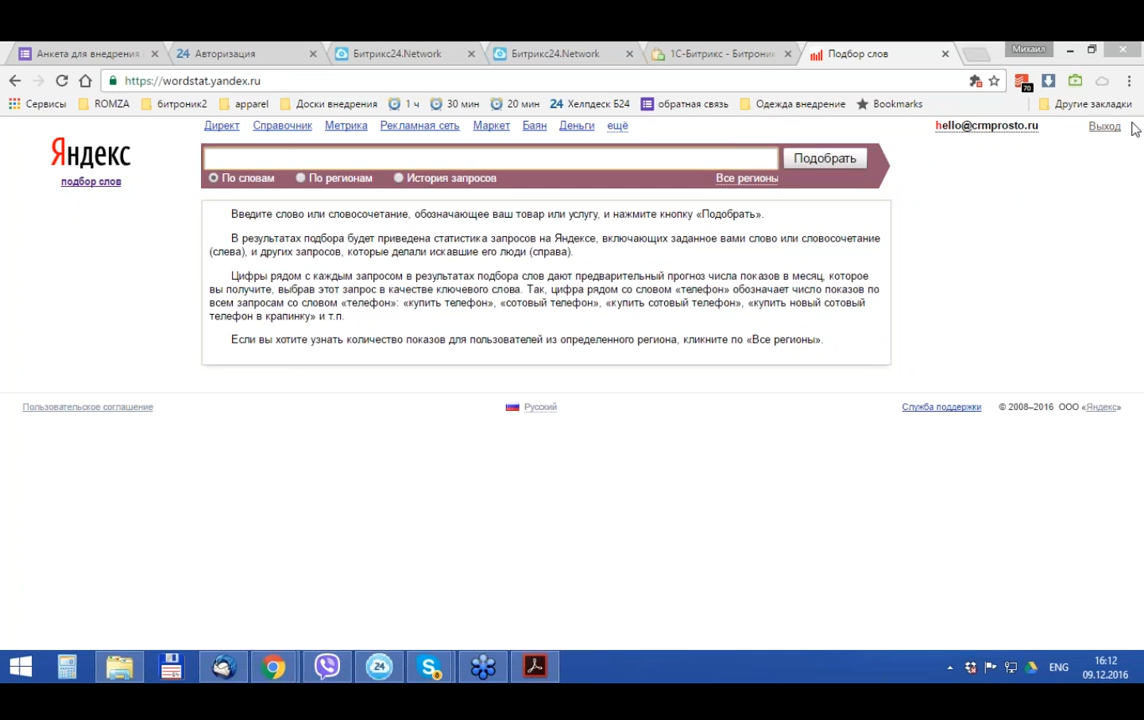 Анкета для внедрения
24 Авторизация
Битрикс24.Network
Битрикс24.Network
1С-Битрикс - Битроник
Подбор слов
Михаил
https://wordstat.yandex.ru
70
Сервисы
ROMZA
битроник2
apparel
Доски внедрения
1 ч
30 мин
20 мин
24 Хелпдеск Б24
обратная связь
Одежда внедрение
Bookmarks
Другие закладки
Директ Справочник Метрика Рекламная сеть Маркет Баян Деньги ещё
hello@crmprosto.ru
Выход
Яндекс
подбор слов
Подобрать
По словам
По регионам
История запросов
Все регионы
Введите слово или словосочетание, обозначающее ваш товар или услугу, и нажмите кнопку «Подобрать».
В результатах подбора будет приведена статистика запросов на Яндексе, включающих заданное вами слово или словосочетание
(слева), и других запросов, которые делали искавшие его люди (справа).
Цифры рядом с каждым запросом в результатах подбора слов дают предварительный прогноз числа показов в месяц, которое
вы получите, выбрав этот запрос в качестве ключевого слова. Так, цифра рядом со словом «телефон» обозначает число показов по
всем запросам со словом «телефон»: «купить телефон», «сотовый телефон», «купить сотовый телефон», «купить новый сотовый
телефон в крапинку» и т.п.
Если вы хотите узнать количество показов для пользователей из определенного региона, кликните по «Все регионы».
Пользовательское соглашение
Русский
Служба поддержки
© 2008–2016 ООО «Яндекс»
24
ENG
16:12
09.12.2016